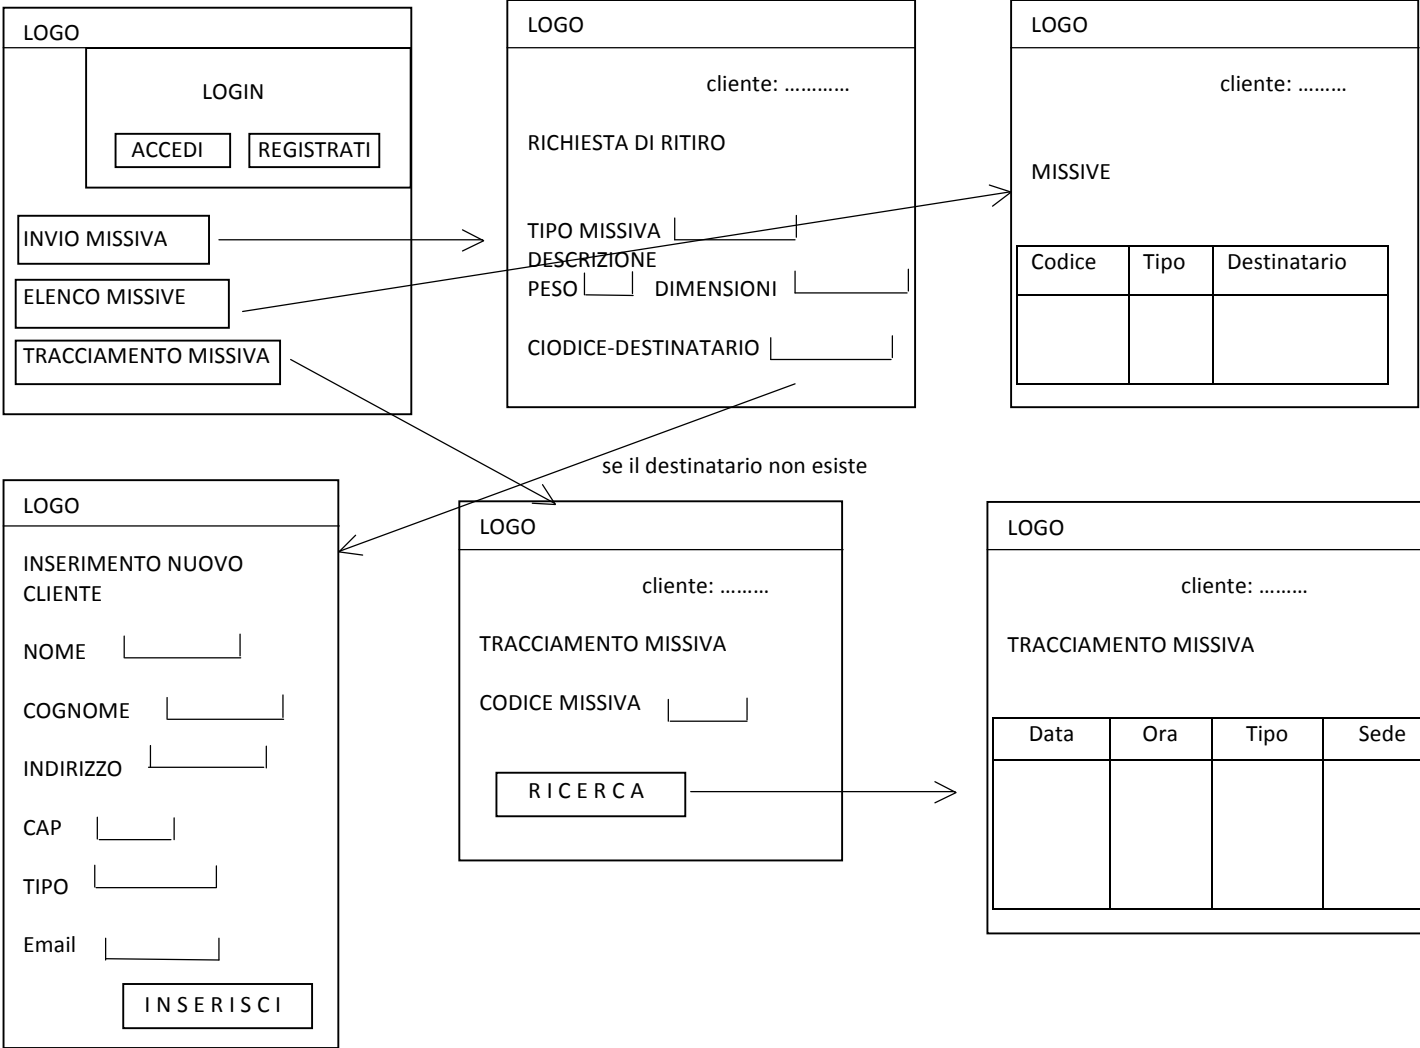 LOGO
LOGIN
ACCEDI
REGISTRATI
INVIO MISSIVA
ELENCO MISSIVE
TRACCIAMENTO MISSIVA
LOGO
cliente: …………
RICHIESTA DI RITIRO
TIPO MISSIVA
DESCRIZIONE
PESO DIMENSIONI
CIODICE-DESTINATARIO
LOGO
cliente: ………
MISSIVE
Codice Tipo Destinatario
se il destinatario non esiste
LOGO
INSERIMENTO NUOVO
CLIENTE
NOME
COGNOME
INDIRIZZO
CAP
TIPO
Email
I N S E R I S C I
LOGO
cliente: ………
TRACCIAMENTO MISSIVA
CODICE MISSIVA
R I C E R C A
LOGO
cliente: ………
TRACCIAMENTO MISSIVA
Data Ora Tipo Sede